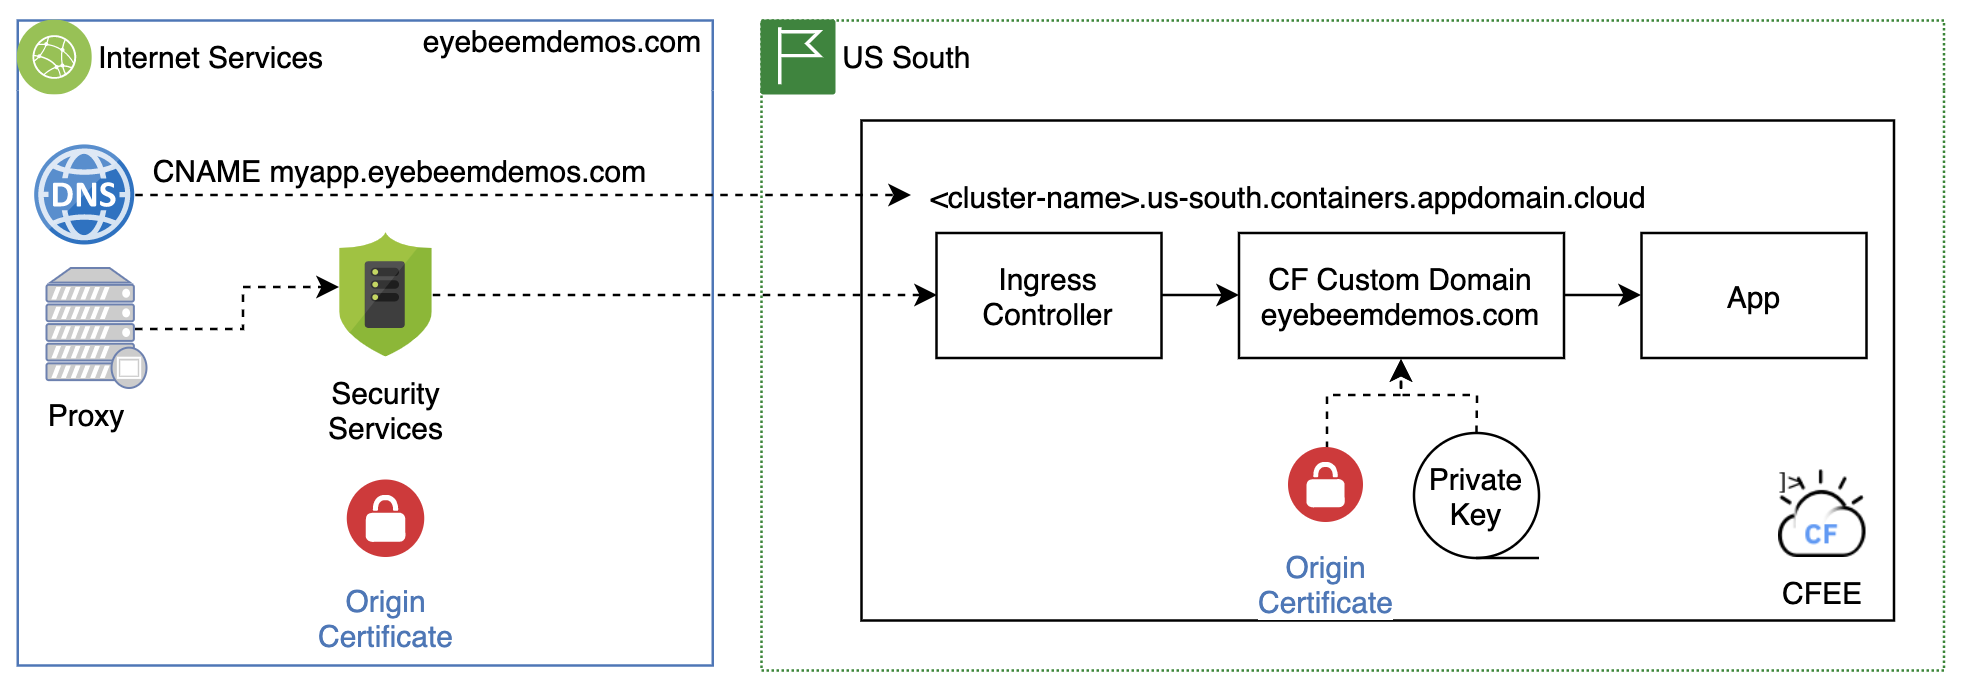 Internet Services
eyebeemdemos.com
US South
DNS
CNAME myapp.eyebeemdemos.com
<cluster-name>.us-south.containers.appdomain.cloud
Proxy
Security
Services
Origin
Certificate
Ingress
Controller
CF Custom Domain
eyebeemdemos.com
App
Origin
Certificate
Private
Key
]>
CF
CFEE